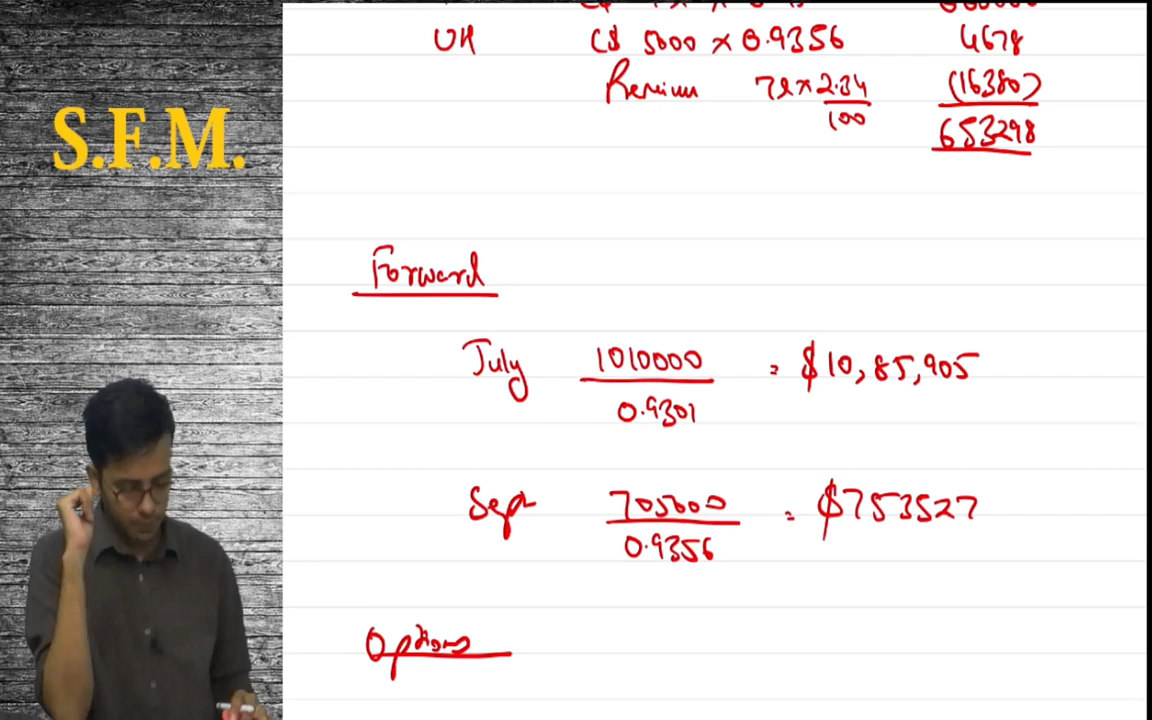 S.F.M.
UH C$ 5000 × 0.9356 4678
Premium 72 × 2.34 (16380)
100
653298
Forward
July 1010000 = $10,85,905
0.9301
Sept 705000 = $753527
0.9356
Options